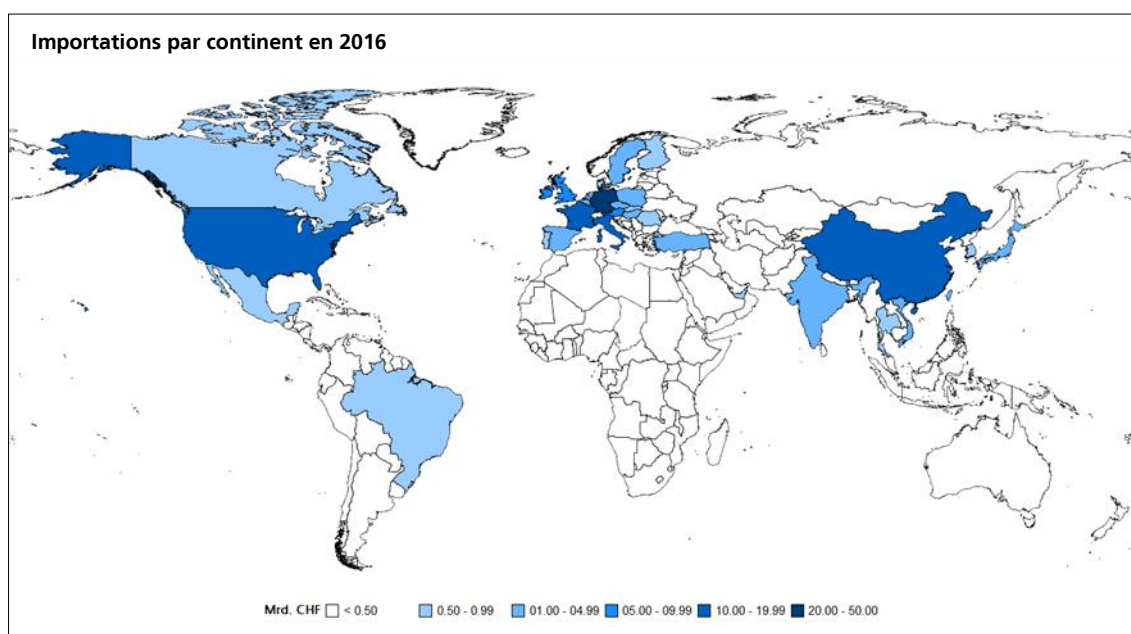 Importations par continent en 2016
Mrd. CHF < 0.50 0.50 - 0.99 01.00 - 04.99 05.00 - 09.99 10.00 - 19.99 20.00 - 50.00